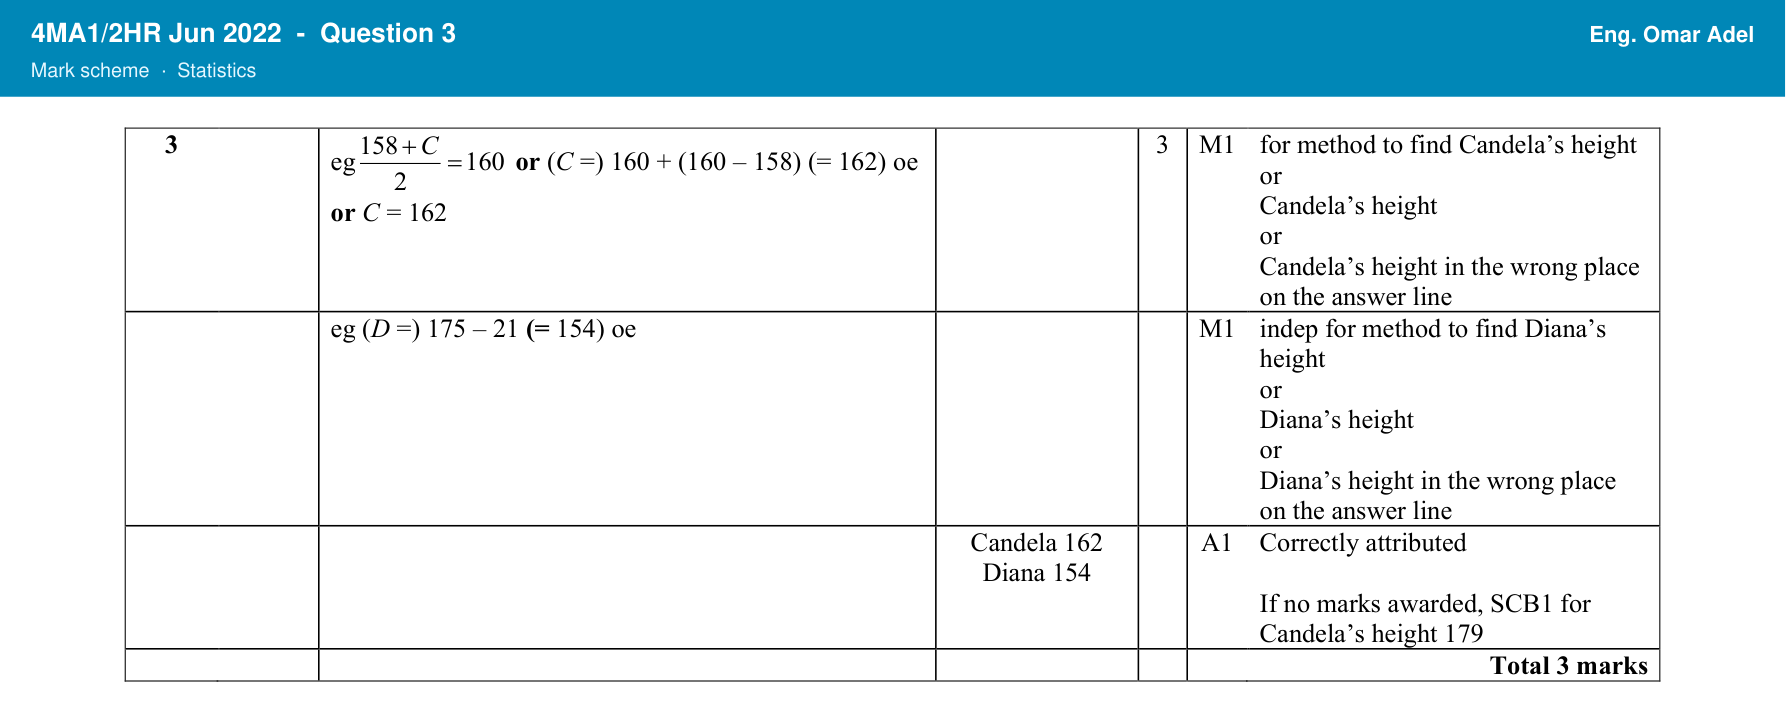 4MA1/2HR Jun 2022 - Question 3
Eng. Omar Adel
Mark scheme · Statistics
3
eg (158 + C)/2 = 160 or (C =) 160 + (160 – 158) (= 162) oe
or C = 162
3
M1 for method to find Candela’s height
or
Candela’s height
or
Candela’s height in the wrong place
on the answer line
eg (D =) 175 – 21 (= 154) oe
M1 indep for method to find Diana’s
height
or
Diana’s height
or
Diana’s height in the wrong place
on the answer line
Candela 162
Diana 154
A1 Correctly attributed
If no marks awarded, SCB1 for
Candela’s height 179
Total 3 marks